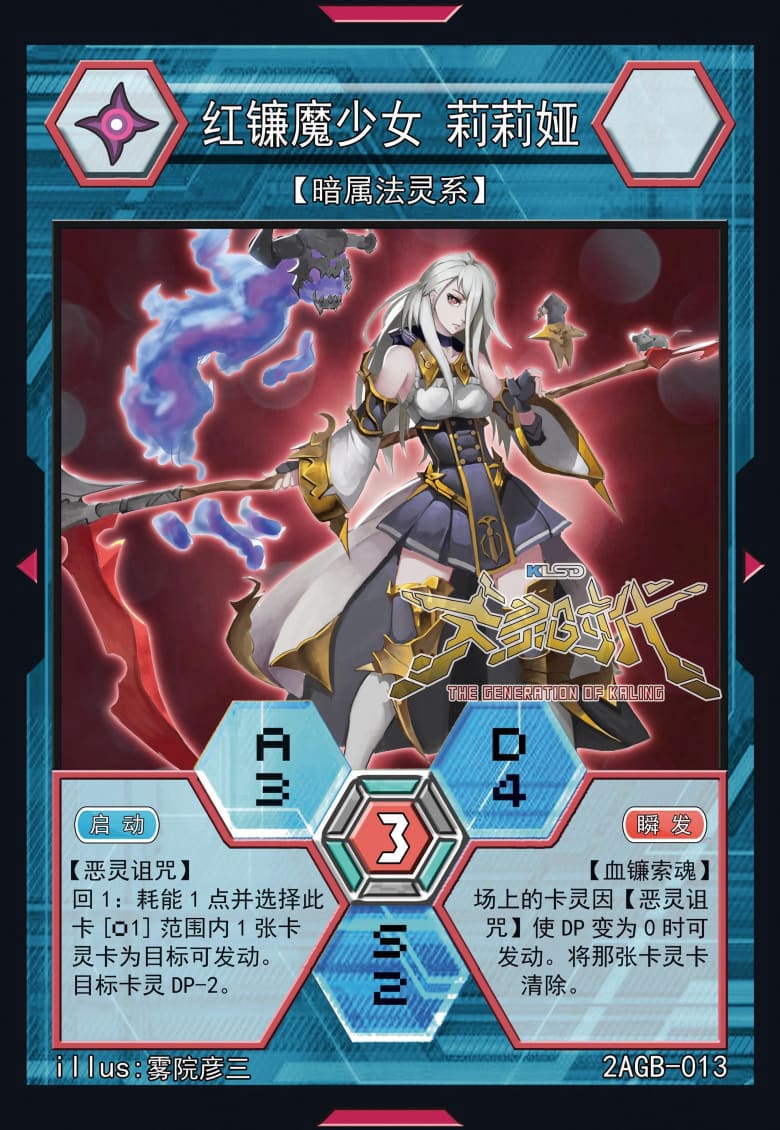 红镰魔少女 莉莉娅
【暗属法灵系】
KLSD
卡灵时代
THE GENERATION OF KALING
A
3
D
4
3
S
2
启动
【恶灵诅咒】
回1：耗能1点并选择此
卡[O1]范围内1张卡
灵卡为目标可发动。
目标卡灵DP-2。
瞬发
【血镰索魂】
场上的卡灵因【恶灵诅
咒】使DP变为0时可
发动。将那张卡灵卡
清除。
illus:雾院彦三
2AGB-013